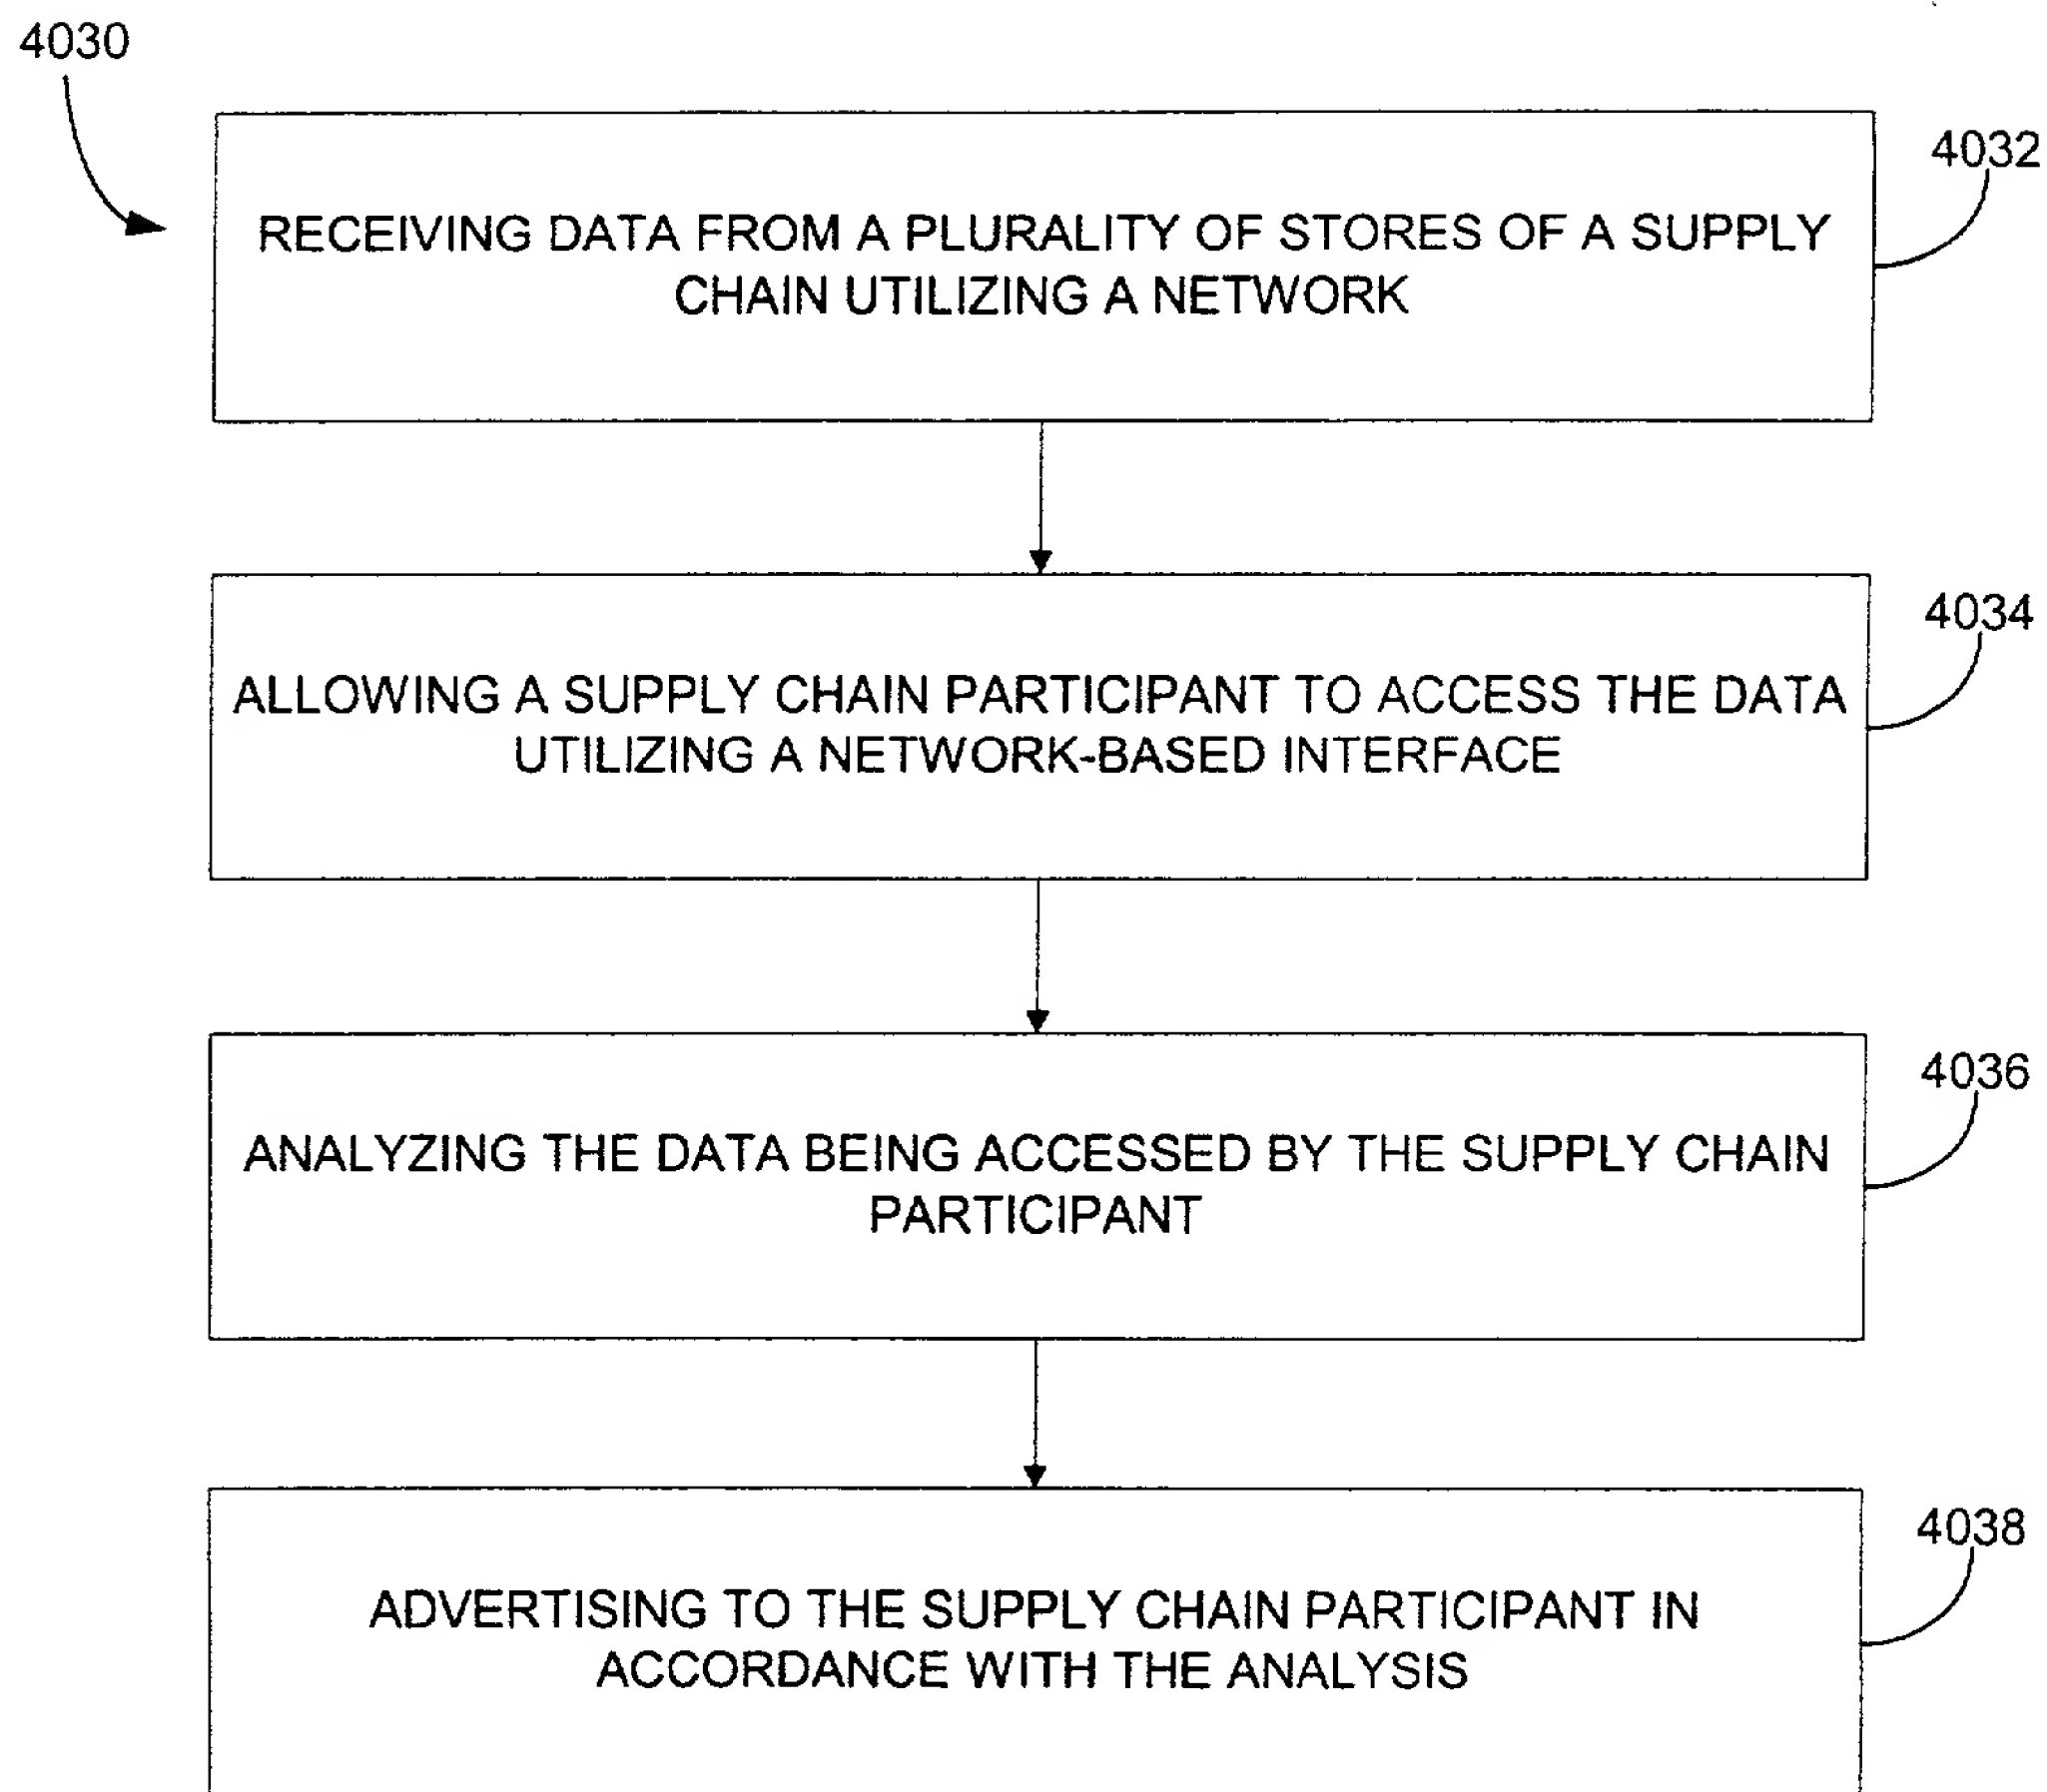 4030
4032
RECEIVING DATA FROM A PLURALITY OF STORES OF A SUPPLY
CHAIN UTILIZING A NETWORK
4034
ALLOWING A SUPPLY CHAIN PARTICIPANT TO ACCESS THE DATA
UTILIZING A NETWORK-BASED INTERFACE
4036
ANALYZING THE DATA BEING ACCESSED BY THE SUPPLY CHAIN
PARTICIPANT
4038
ADVERTISING TO THE SUPPLY CHAIN PARTICIPANT IN
ACCORDANCE WITH THE ANALYSIS